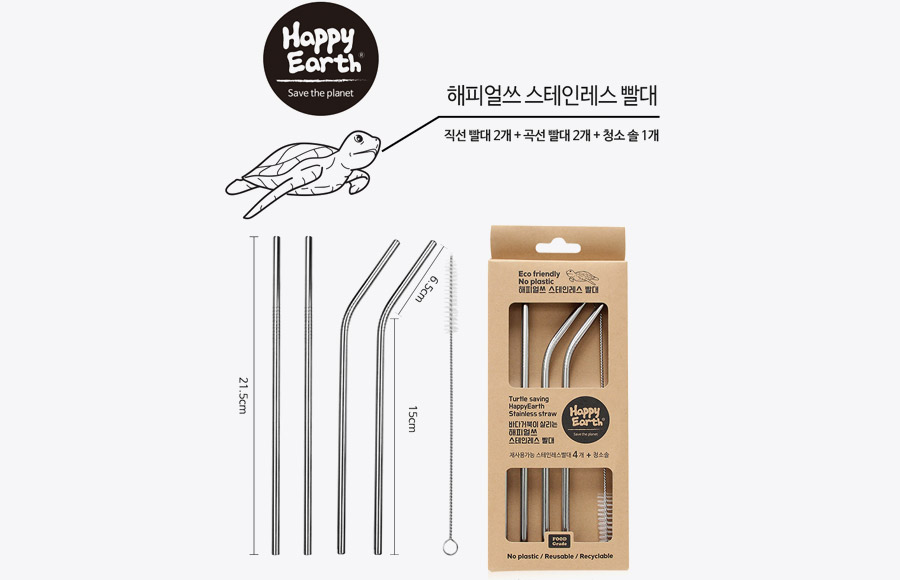 Happy
Earth®
Save the planet
해피얼쓰 스테인레스 빨대
직선 빨대 2개 + 곡선 빨대 2개 + 청소 솔 1개
21.5cm
6.5cm
15cm
Eco friendly
No plastic
해피얼쓰 스테인레스 빨대
Turtle saving
HappyEarth
Stainless straw
바다거북이 살리는
해피얼쓰
스테인레스 빨대
Happy
Earth®
Save the planet
재사용가능 스테인레스빨대 4개 + 청소솔
FOOD
Grade
No plastic / Reusable / Recyclable